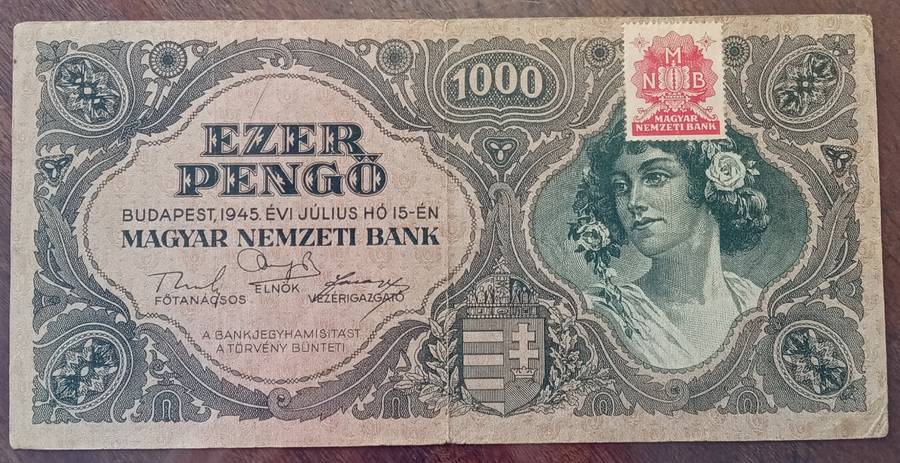 1000
M
N B
MAGYAR
NEMZETI BANK
EZER
PENGŐ
BUDAPEST, 1945. ÉVI JÚLIUS HÓ 15-ÉN
MAGYAR NEMZETI BANK
FŐTANÁCSOS ELNÖK VEZÉRIGAZGATÓ
A BANKJEGYHAMISÍTÁST
A TÖRVÉNY BÜNTETI